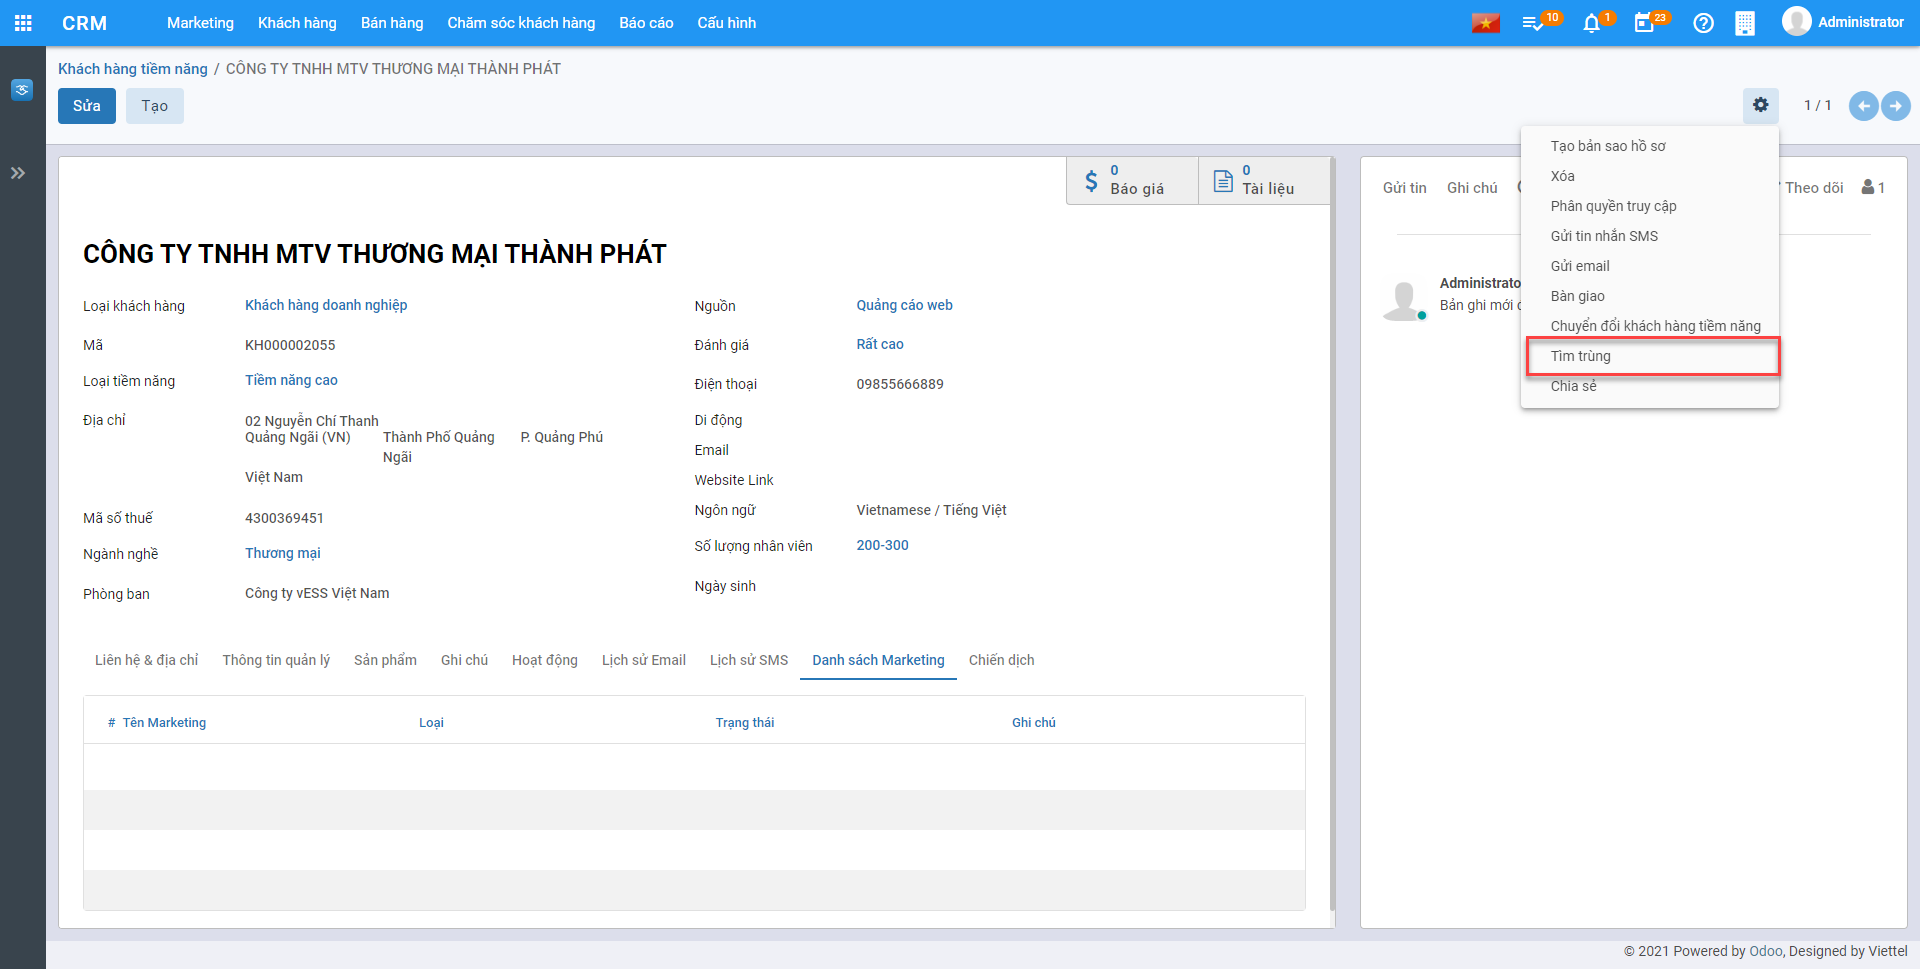 CRM Marketing Khách hàng Bán hàng Chăm sóc khách hàng Báo cáo Cấu hình 10 1 23 Administrator
Khách hàng tiềm năng / CÔNG TY TNHH MTV THƯƠNG MẠI THÀNH PHÁT
Sửa Tạo 1 / 1
Tạo bản sao hồ sơ
Xóa
Phân quyền truy cập
Gửi tin nhắn SMS
Gửi email
Bàn giao
Chuyển đổi khách hàng tiềm năng
Tìm trùng
Chia sẻ
0 Báo giá
0 Tài liệu
Gửi tin Ghi chú Theo dõi 1
Administrato
Bản ghi mới
CÔNG TY TNHH MTV THƯƠNG MẠI THÀNH PHÁT
Loại khách hàng Khách hàng doanh nghiệp
Mã KH000002055
Loại tiềm năng Tiềm năng cao
Địa chỉ 02 Nguyễn Chí Thanh
Quảng Ngãi (VN) Thành Phố Quảng Ngãi P. Quảng Phú
Việt Nam
Mã số thuế 4300369451
Ngành nghề Thương mại
Phòng ban Công ty vESS Việt Nam
Nguồn Quảng cáo web
Đánh giá Rất cao
Điện thoại 09855666889
Di động
Email
Website Link
Ngôn ngữ Vietnamese / Tiếng Việt
Số lượng nhân viên 200-300
Ngày sinh
Liên hệ & địa chỉ Thông tin quản lý Sản phẩm Ghi chú Hoạt động Lịch sử Email Lịch sử SMS Danh sách Marketing Chiến dịch
# Tên Marketing Loại Trạng thái Ghi chú
© 2021 Powered by Odoo, Designed by Viettel